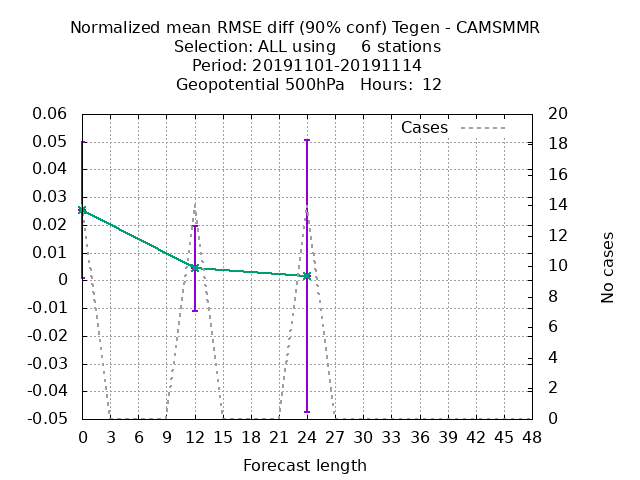 Normalized mean RMSE diff (90% conf) Tegen - CAMSMMR
Selection: ALL using     6 stations
Period: 20191101-20191114
Geopotential 500hPa   Hours:  12
Cases
0.06
0.05
0.04
0.03
0.02
0.01
0
-0.01
-0.02
-0.03
-0.04
-0.05
20
18
16
14
12
10
8
6
4
2
0
No cases
0 3 6 9 12 15 18 21 24 27 30 33 36 39 42 45 48
Forecast length